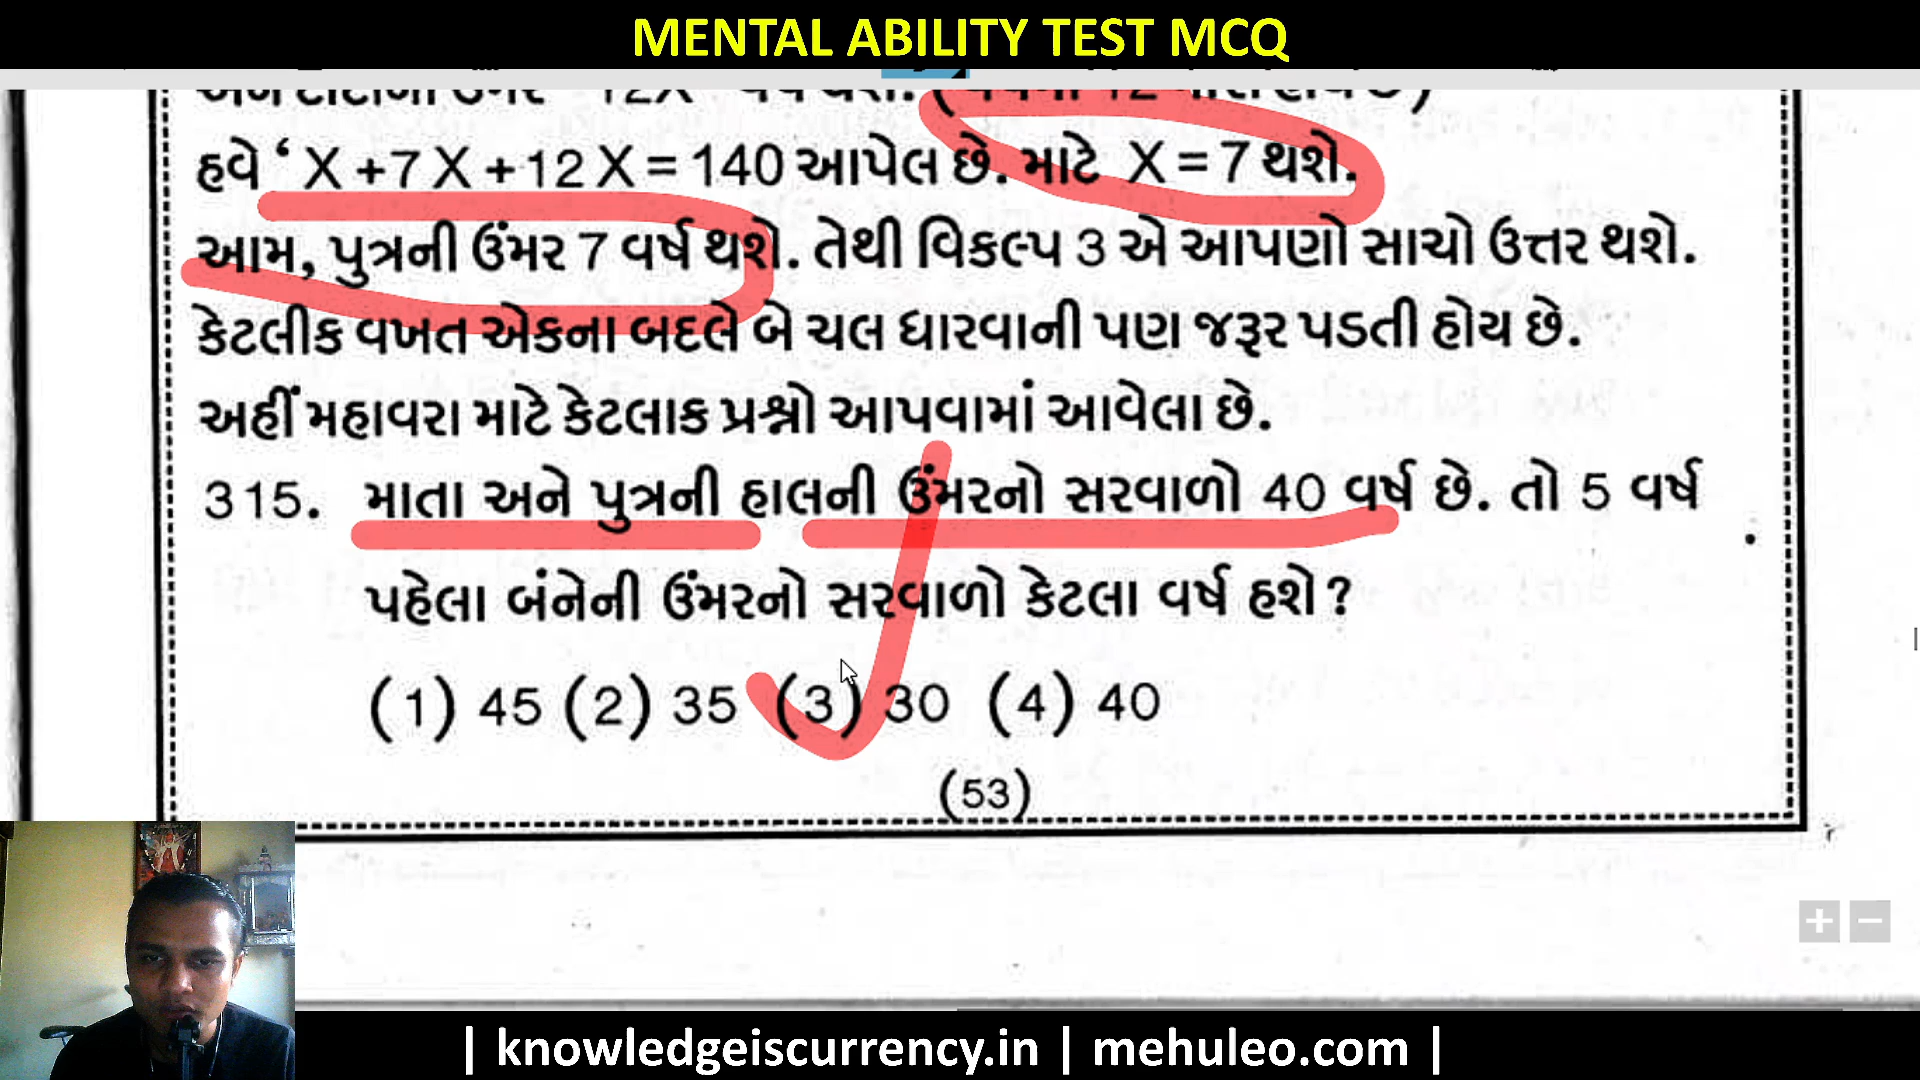 MENTAL ABILITY TEST MCQ
હવે ‘ X + 7 X + 12 X = 140 આપેલ છે. માટે X = 7 થશે.
આમ, પુત્રની ઉંમર 7 વર્ષ થશે. તેથી વિકલ્પ 3 એ આપણો સાચો ઉત્તર થશે.
કેટલીક વખત એકના બદલે બે ચલ ધારવાની પણ જરૂર પડતી હોય છે.
અહીં મહાવરા માટે કેટલાક પ્રશ્નો આપવામાં આવેલા છે.
315. માતા અને પુત્રની હાલની ઉંમરનો સરવાળો 40 વર્ષ છે. તો 5 વર્ષ
પહેલા બંનેની ઉંમરનો સરવાળો કેટલા વર્ષ હશે?
(1) 45 (2) 35 (3) 30 (4) 40
(53)
| knowledgeiscurrency.in | mehuleo.com |